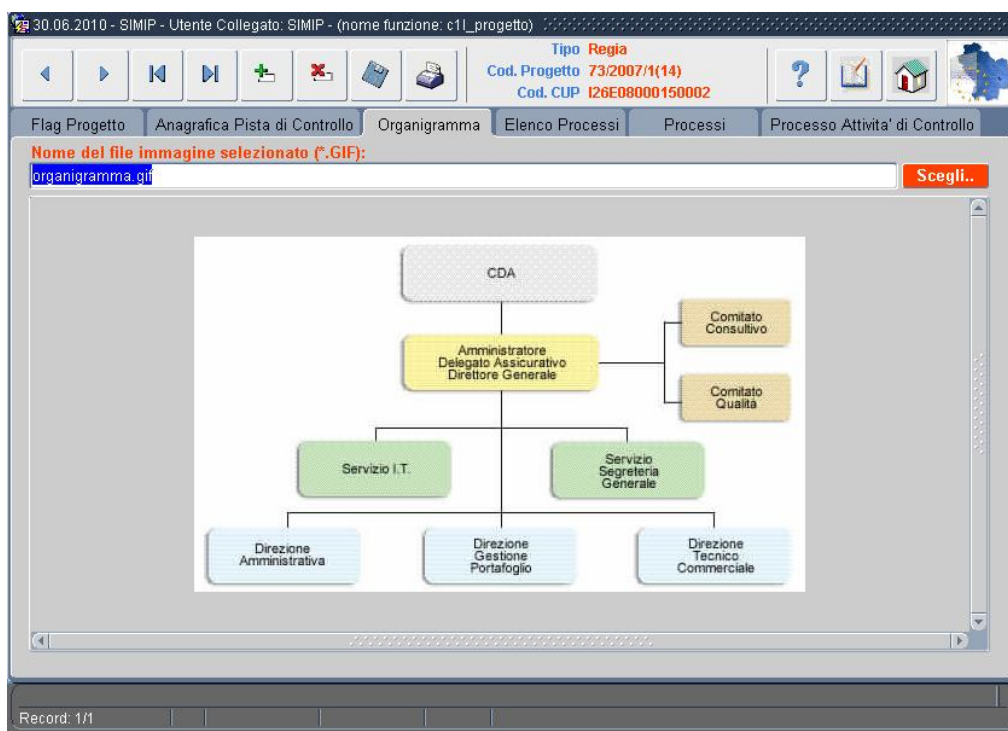 30.06.2010 - SIMIP - Utente Collegato: SIMIP - (nome funzione: c1l_progetto)
Tipo Regia
Cod. Progetto 73/2007/1(14)
Cod. CUP I26E08000150002
?
Flag Progetto Anagrafica Pista di Controllo Organigramma Elenco Processi Processi Processo Attivita' di Controllo
Nome del file immagine selezionato (*.GIF):
organigramma.gif Scegli..
CDA
Comitato
Consultivo
Amministratore
Delegato Assicurativo
Direttore Generale
Comitato
Qualità
Servizio I.T.
Servizio
Segreteria
Generale
Direzione
Amministrativa
Direzione
Gestione
Portafoglio
Direzione
Tecnico
Commerciale
Record: 1/1